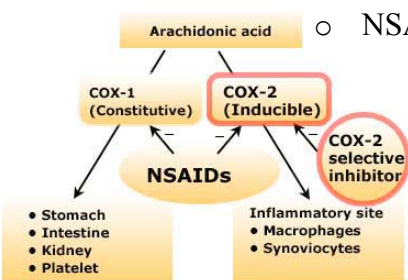 Arachidonic acid
o NSA
COX-1
(Constitutive)
COX-2
(Inducible)
–
–
–
NSAIDs
COX-2
selective
inhibitor
• Stomach
• Intestine
• Kidney
• Platelet
Inflammatory site
• Macrophages
• Synoviocytes